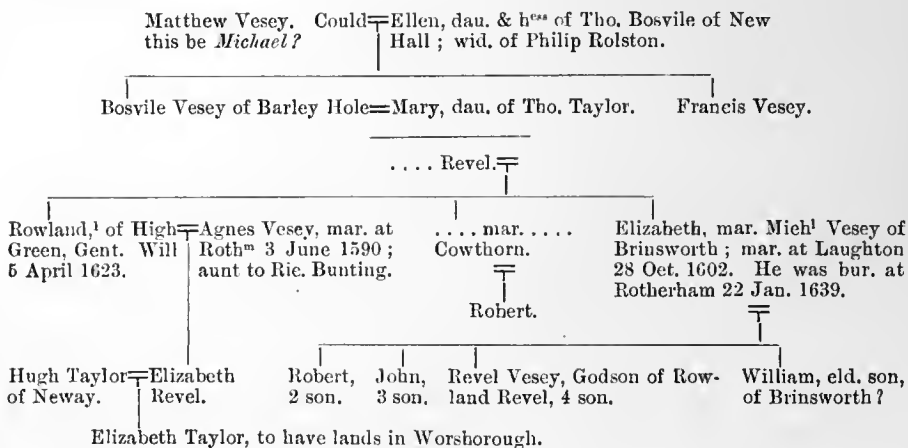 Matthew Vesey. Could Ellen, dau. & hᵉˢˢ of Tho. Bosvile of New
this be Michael? Hall; wid. of Philip Rolston.
Bosvile Vesey of Barley Hole=Mary, dau. of Tho. Taylor. Francis Vesey.
.... Revel.
Rowland,¹ of High
Green, Gent. Will
5 April 1623.
Agnes Vesey, mar. at
Rothᵐ 3 June 1590;
aunt to Ric. Bunting.
.... mar.....
Cowthorn.
Elizabeth, mar. Michˡ Vesey of
Brinsworth; mar. at Laughton
28 Oct. 1602. He was bur. at
Rotherham 22 Jan. 1639.
Robert.
Hugh Taylor
of Neway.
Elizabeth
Revel.
Robert,
2 son.
John,
3 son.
Revel Vesey, Godson of Row-
land Revel, 4 son.
William, eld. son,
of Brinsworth?
Elizabeth Taylor, to have lands in Worsborough.